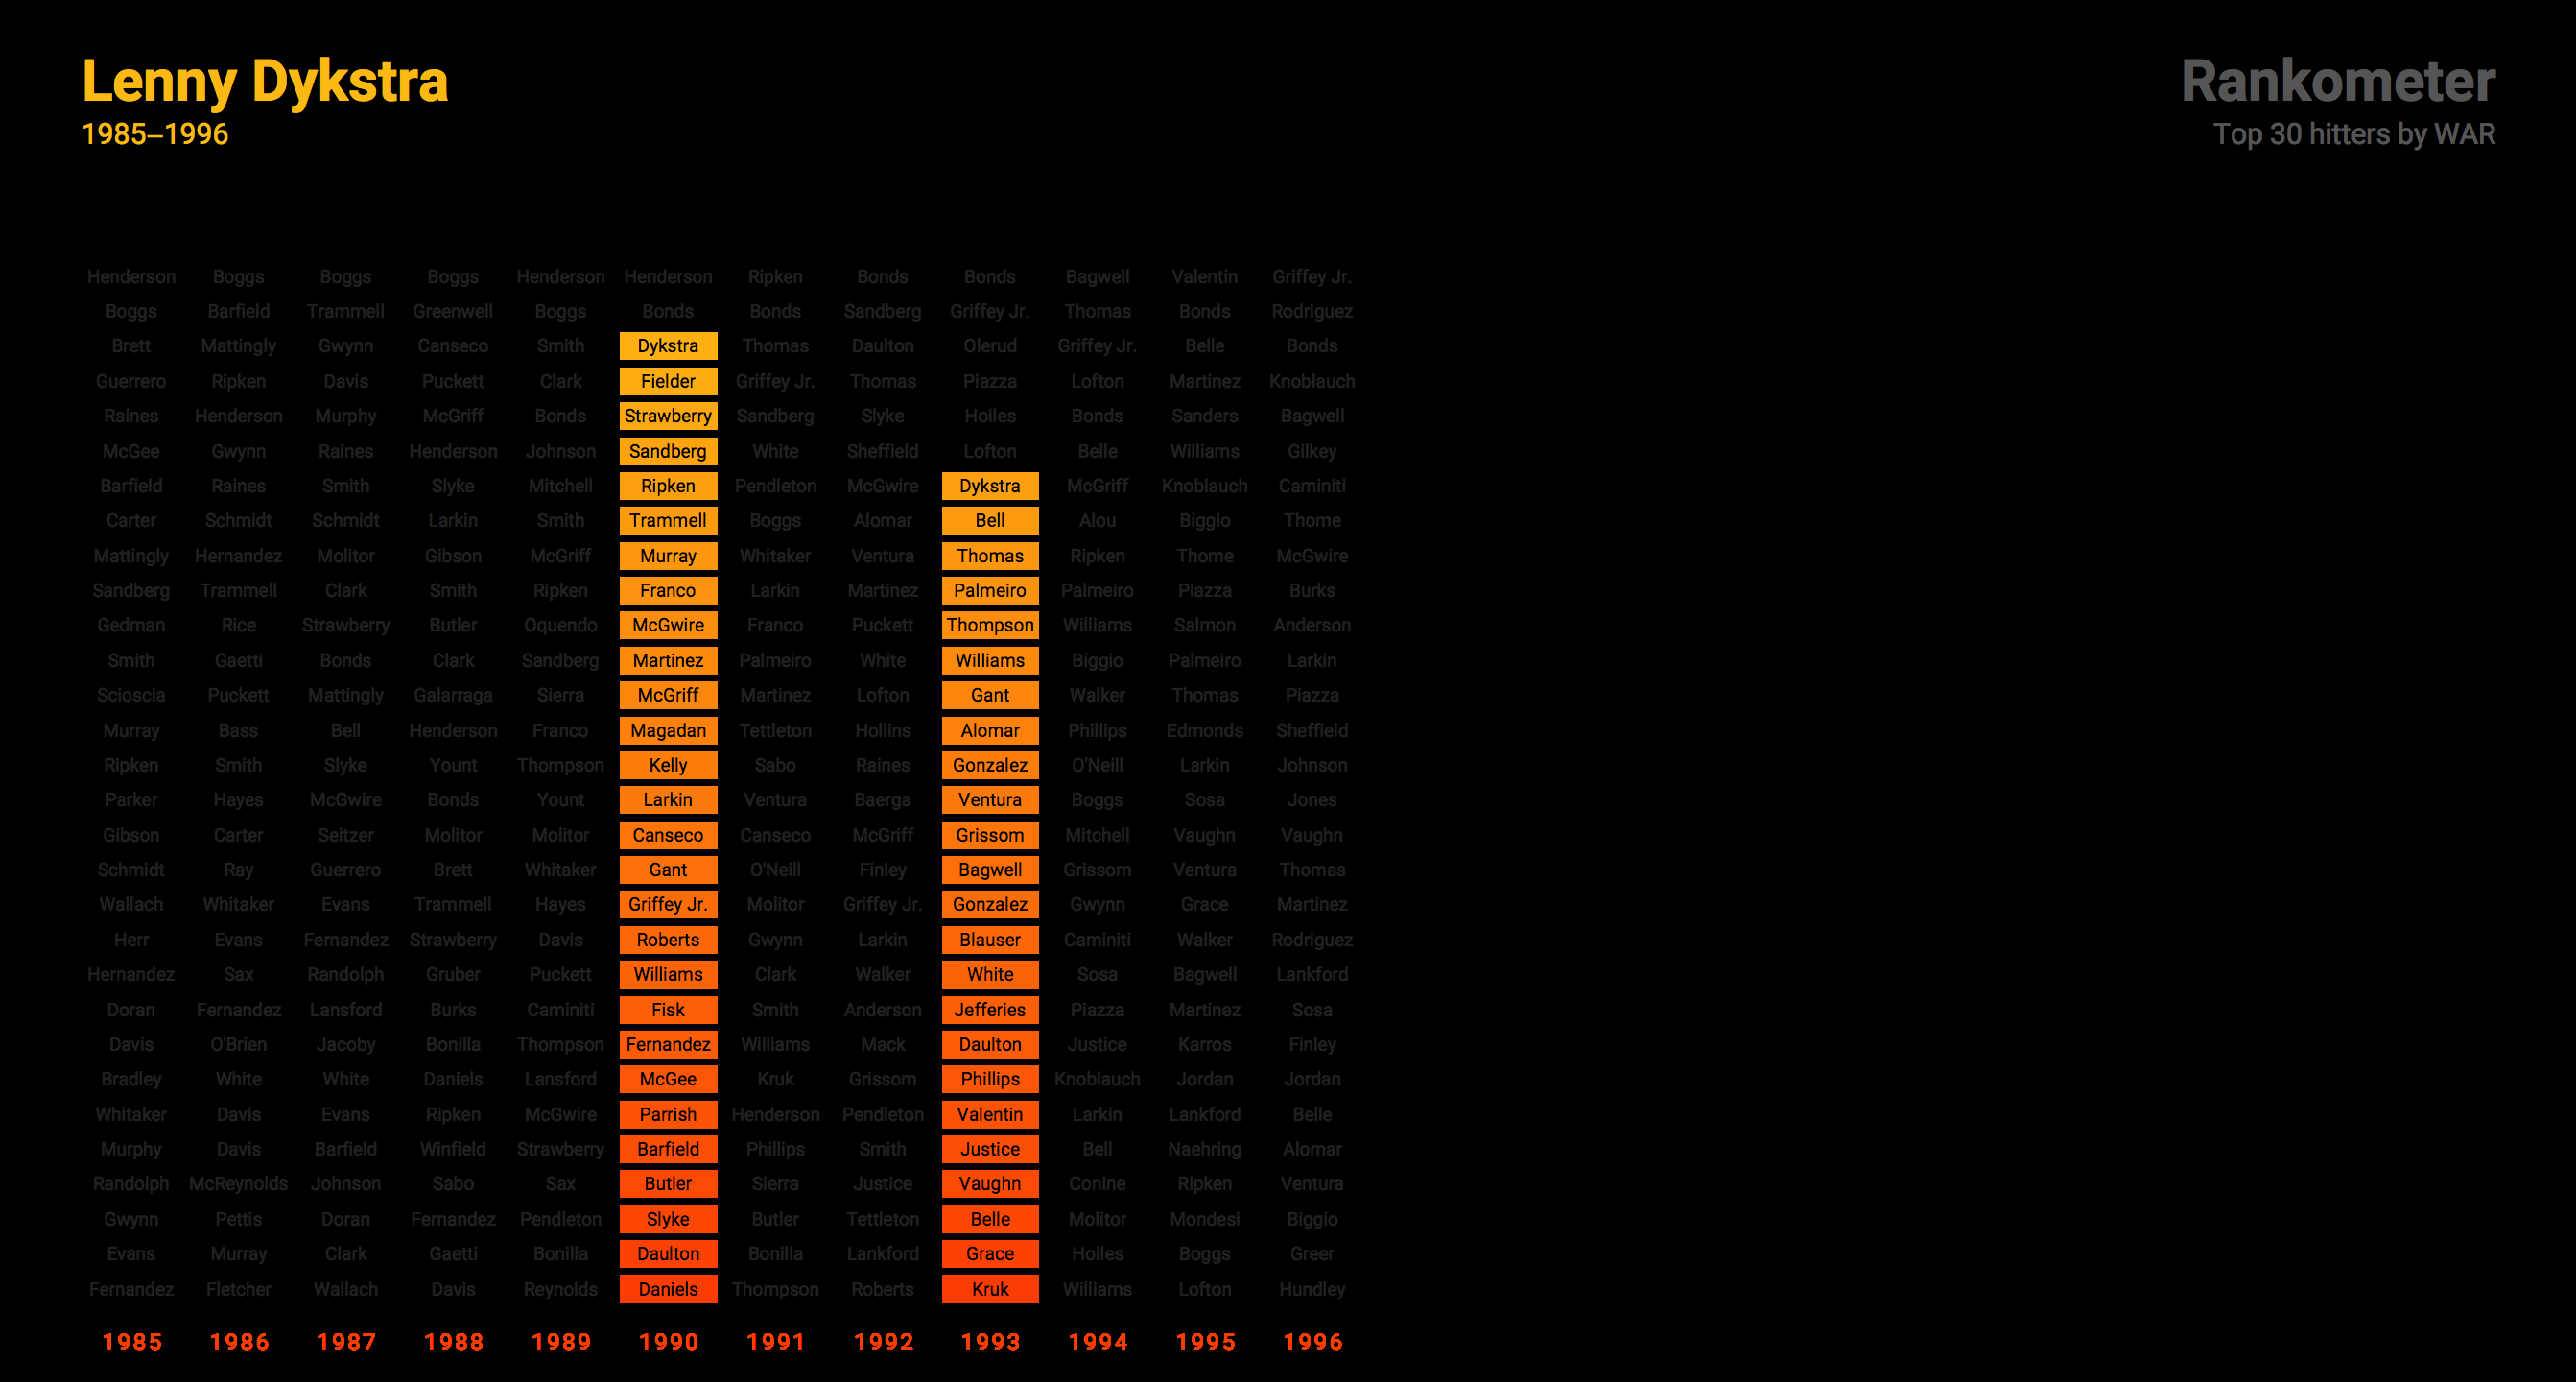 Lenny Dykstra
1985–1996
Rankometer
Top 30 hitters by WAR
Henderson Boggs Boggs Boggs Henderson Henderson Ripken Bonds Bonds Bagwell Valentin Griffey Jr.
Boggs Barfield Trammell Greenwell Boggs Bonds Bonds Sandberg Griffey Jr. Thomas Bonds Rodriguez
Brett Mattingly Gwynn Canseco Smith Dykstra Thomas Daulton Olerud Griffey Jr. Belle Bonds
Guerrero Ripken Davis Puckett Clark Fielder Griffey Jr. Thomas Piazza Lofton Martinez Knoblauch
Raines Henderson Murphy McGriff Bonds Strawberry Sandberg Slyke Hoiles Bonds Sanders Bagwell
McGee Gwynn Raines Henderson Johnson Sandberg White Sheffield Lofton Belle Williams Gilkey
Barfield Raines Smith Slyke Mitchell Ripken Pendleton McGwire Dykstra McGriff Knoblauch Caminiti
Carter Schmidt Schmidt Larkin Smith Trammell Boggs Alomar Bell Alou Biggio Thome
Mattingly Hernandez Molitor Gibson McGriff Murray Whitaker Ventura Thomas Ripken Thome McGwire
Sandberg Trammell Clark Smith Ripken Franco Larkin Martinez Palmeiro Palmeiro Piazza Burks
Gedman Rice Strawberry Butler Oquendo McGwire Franco Puckett Thompson Williams Salmon Anderson
Smith Gaetti Bonds Clark Sandberg Martinez Palmeiro White Williams Biggio Palmeiro Larkin
Scioscia Puckett Mattingly Galarraga Sierra McGriff Martinez Lofton Gant Walker Thomas Piazza
Murray Bass Bell Henderson Franco Magadan Tettleton Hollins Alomar Phillips Edmonds Sheffield
Ripken Smith Slyke Yount Thompson Kelly Sabo Raines Gonzalez O'Neill Larkin Johnson
Parker Hayes McGwire Bonds Yount Larkin Ventura Baerga Ventura Boggs Sosa Jones
Gibson Carter Seitzer Molitor Molitor Canseco Canseco McGriff Grissom Mitchell Vaughn Vaughn
Schmidt Ray Guerrero Brett Whitaker Gant O'Neill Finley Bagwell Grissom Ventura Thomas
Wallach Whitaker Evans Trammell Hayes Griffey Jr. Molitor Griffey Jr. Gonzalez Gwynn Grace Martinez
Herr Evans Fernandez Strawberry Davis Roberts Gwynn Larkin Blauser Caminiti Walker Rodriguez
Hernandez Sax Randolph Gruber Puckett Williams Clark Walker White Sosa Bagwell Lankford
Doran Fernandez Lansford Burks Caminiti Fisk Smith Anderson Jefferies Piazza Martinez Sosa
Davis O'Brien Jacoby Bonilla Thompson Fernandez Williams Mack Daulton Justice Karros Finley
Bradley White White Daniels Lansford McGee Kruk Grissom Phillips Knoblauch Jordan Jordan
Whitaker Davis Evans Ripken McGwire Parrish Henderson Pendleton Valentin Larkin Lankford Belle
Murphy Davis Barfield Winfield Strawberry Barfield Phillips Smith Justice Bell Naehring Alomar
Randolph McReynolds Johnson Sabo Sax Butler Sierra Justice Vaughn Conine Ripken Ventura
Gwynn Pettis Doran Fernandez Pendleton Slyke Butler Tettleton Belle Molitor Mondesi Biggio
Evans Murray Clark Gaetti Bonilla Daulton Bonilla Lankford Grace Hoiles Boggs Greer
Fernandez Fletcher Wallach Davis Reynolds Daniels Thompson Roberts Kruk Williams Lofton Hundley
1985 1986 1987 1988 1989 1990 1991 1992 1993 1994 1995 1996